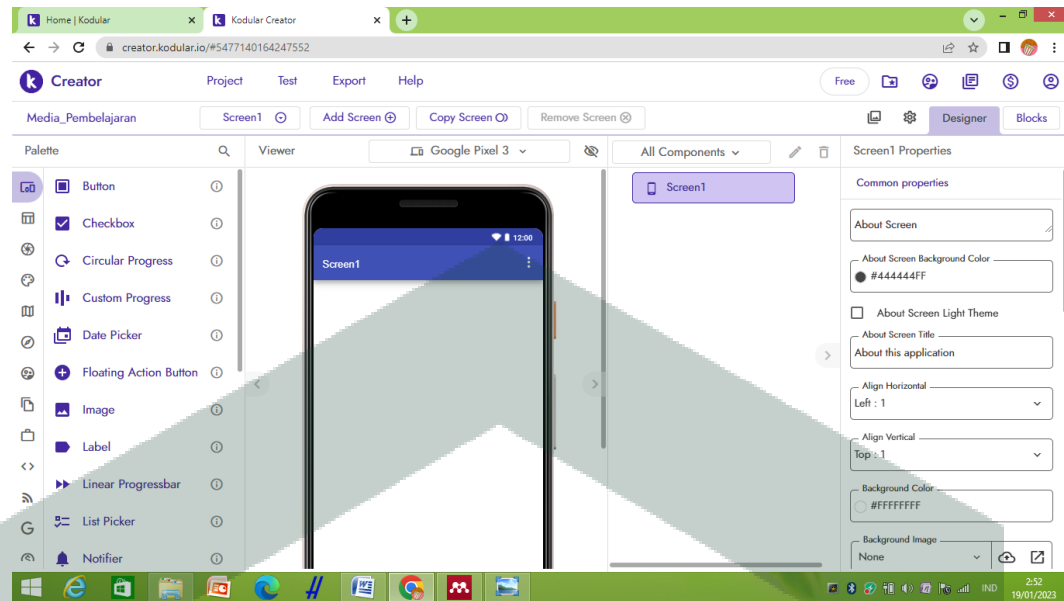 Home | Kodular
Kodular Creator
creator.kodular.io/#5477140164247552
Creator
Project
Test
Export
Help
Free
Media_Pembelajaran
Screen1
Add Screen
Copy Screen
Remove Screen
Designer
Blocks
Palette
Viewer
Google Pixel 3
All Components
Screen1 Properties
Button
Checkbox
Circular Progress
Custom Progress
Date Picker
Floating Action Button
Image
Label
Linear Progressbar
List Picker
Notifier
12:00
Screen1
Screen1
Common properties
About Screen
About Screen Background Color
#444444FF
About Screen Light Theme
About Screen Title
About this application
Align Horizontal
Left : 1
Align Vertical
Top : 1
Background Color
#FFFFFFFF
Background Image
None
IND
2:52
19/01/2023